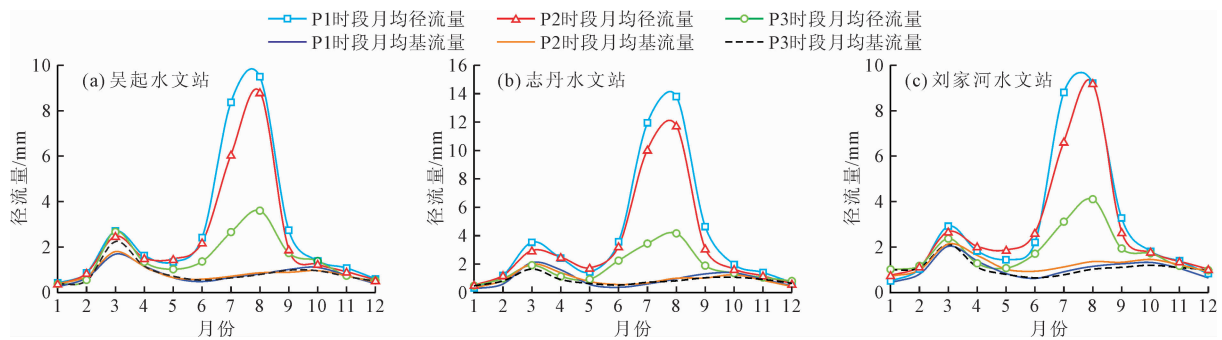 P1时段月均径流量 P2时段月均径流量 P3时段月均径流量
P1时段月均基流量 P2时段月均基流量 P3时段月均基流量
(a)吴起水文站
径流量/mm
10
8
6
4
2
0
1 2 3 4 5 6 7 8 9 10 11 12
月份
(b)志丹水文站
径流量/mm
16
14
12
10
8
6
4
2
0
1 2 3 4 5 6 7 8 9 10 11 12
月份
(c)刘家河水文站
径流量/mm
10
8
6
4
2
0
1 2 3 4 5 6 7 8 9 10 11 12
月份